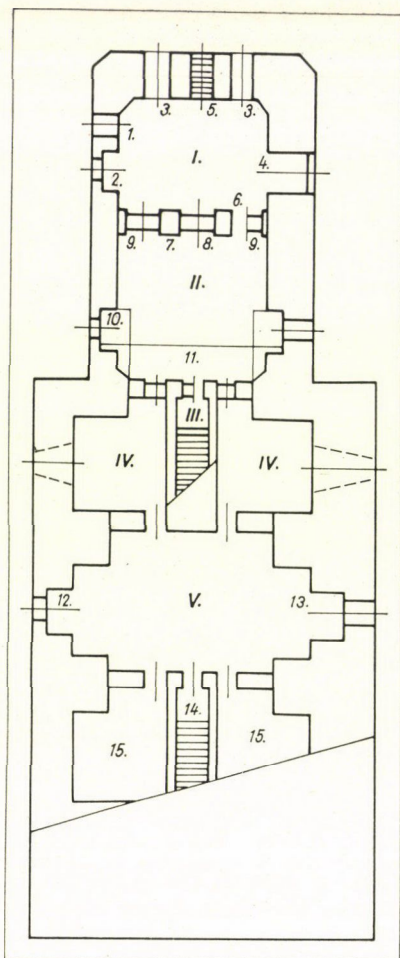 3. 5. 3.
1.
I.
2. 4.
6.
9. 7. 8. 9.
II.
10.
11.
III.
IV. IV.
12. V. 13.
14.
15. 15.